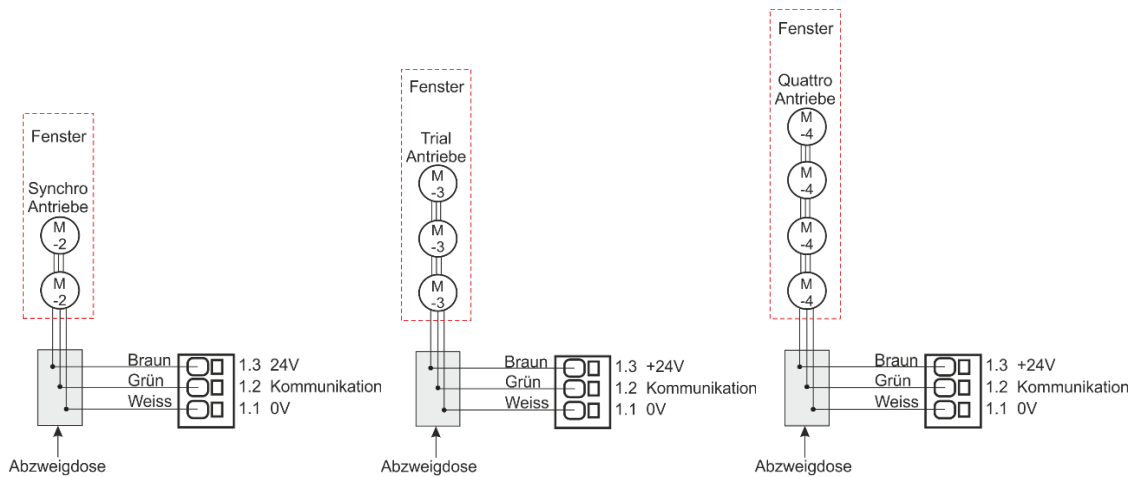 Fenster
Synchro
Antriebe
M
-2
M
-2
Braun 1.3 24V
Grün 1.2 Kommunikation
Weiss 1.1 0V
Abzweigdose
Fenster
Trial
Antriebe
M
-3
M
-3
M
-3
Braun 1.3 +24V
Grün 1.2 Kommunikation
Weiss 1.1 0V
Abzweigdose
Fenster
Quattro
Antriebe
M
-4
M
-4
M
-4
M
-4
Braun 1.3 +24V
Grün 1.2 Kommunikation
Weiss 1.1 0V
Abzweigdose